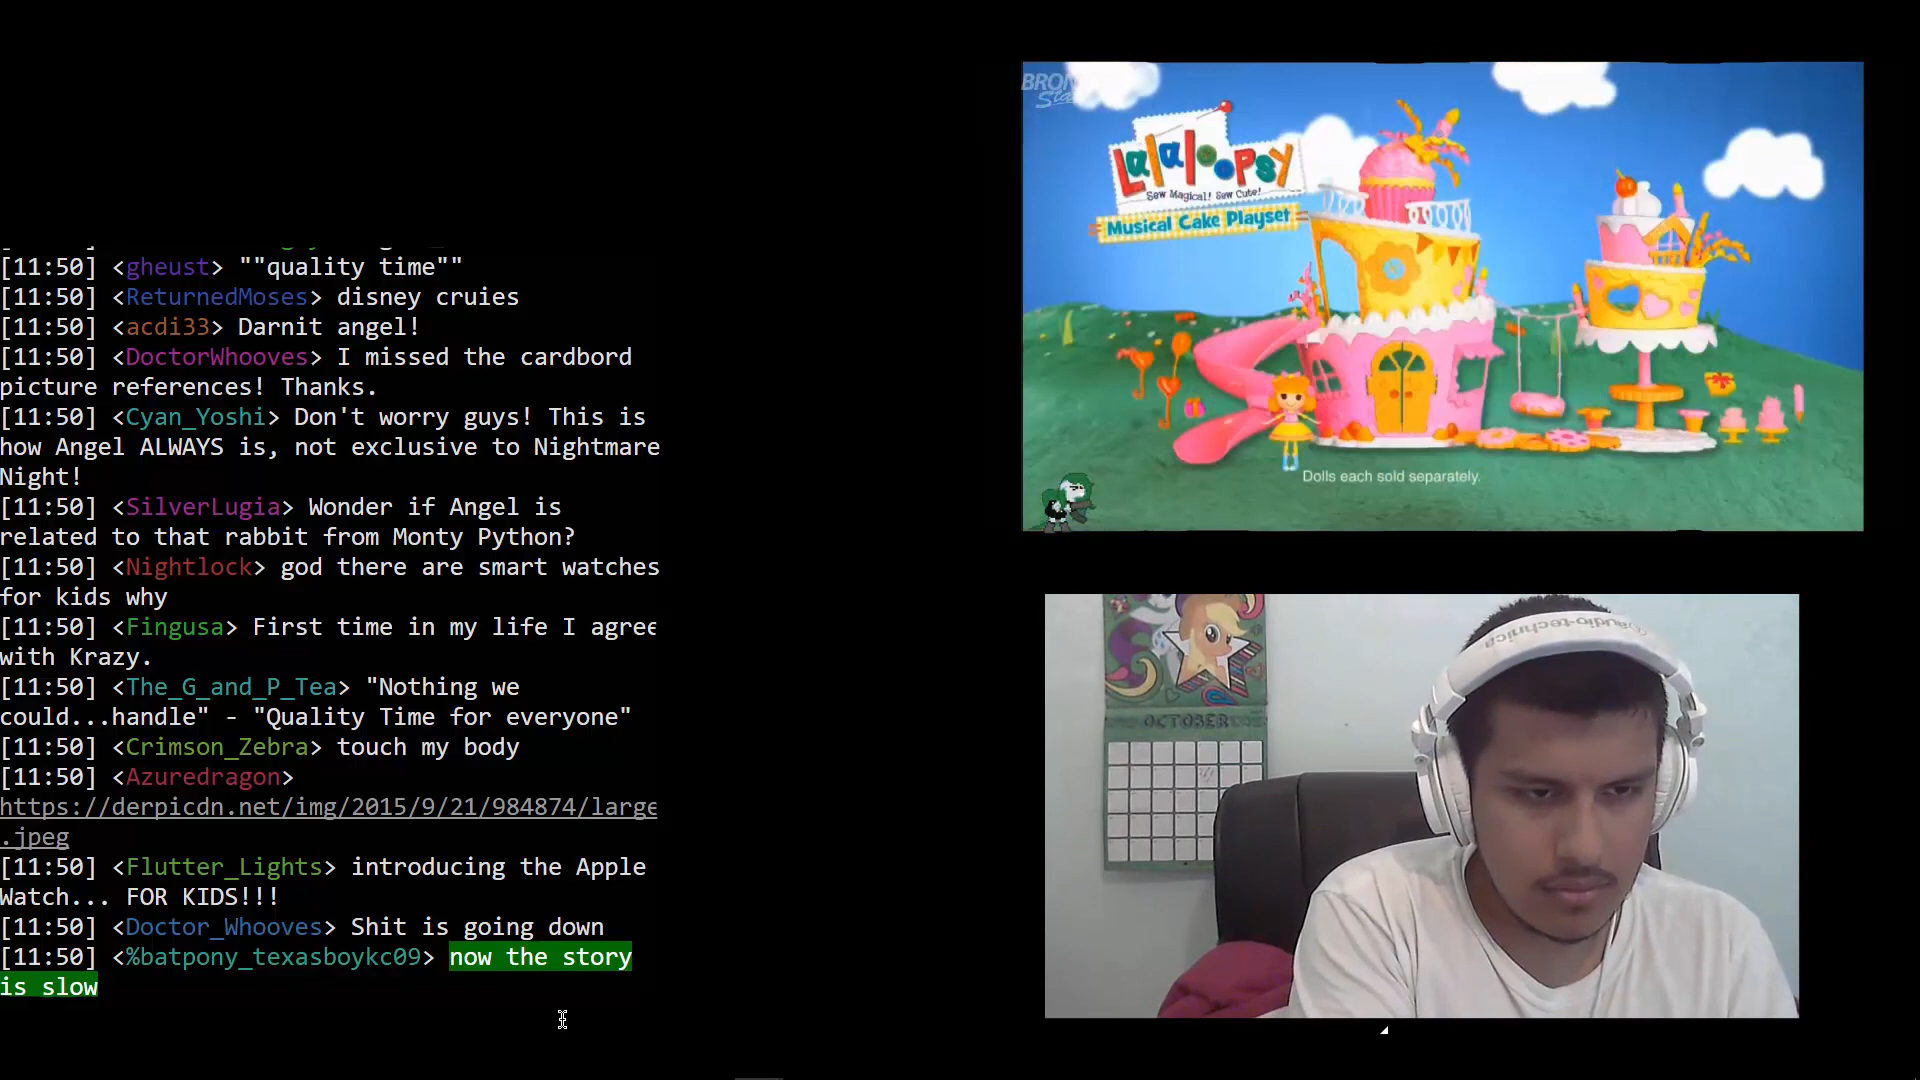 [11:50] <gheust> ""quality time""
[11:50] <ReturnedMoses> disney cruies
[11:50] <acdi33> Darnit angel!
[11:50] <DoctorWhooves> I missed the cardbord
picture references! Thanks.
[11:50] <Cyan_Yoshi> Don't worry guys! This is
how Angel ALWAYS is, not exclusive to Nightmare
Night!
[11:50] <SilverLugia> Wonder if Angel is
related to that rabbit from Monty Python?
[11:50] <Nightlock> god there are smart watches
for kids why
[11:50] <Fingusa> First time in my life I agree
with Krazy.
[11:50] <The_G_and_P_Tea> "Nothing we
could...handle" - "Quality Time for everyone"
[11:50] <Crimson_Zebra> touch my body
[11:50] <Azuredragon>
https://derpicdn.net/img/2015/9/21/984874/large
.jpeg
[11:50] <Flutter_Lights> introducing the Apple
Watch... FOR KIDS!!!
[11:50] <Doctor_Whooves> Shit is going down
[11:50] <%batpony_texasboykc09> now the story
is slow
BRON
Lalaloopsy
Sew Magical! Sew Cute!
Musical Cake Playset
Dolls each sold separately.
audio-technica
OCTOBER